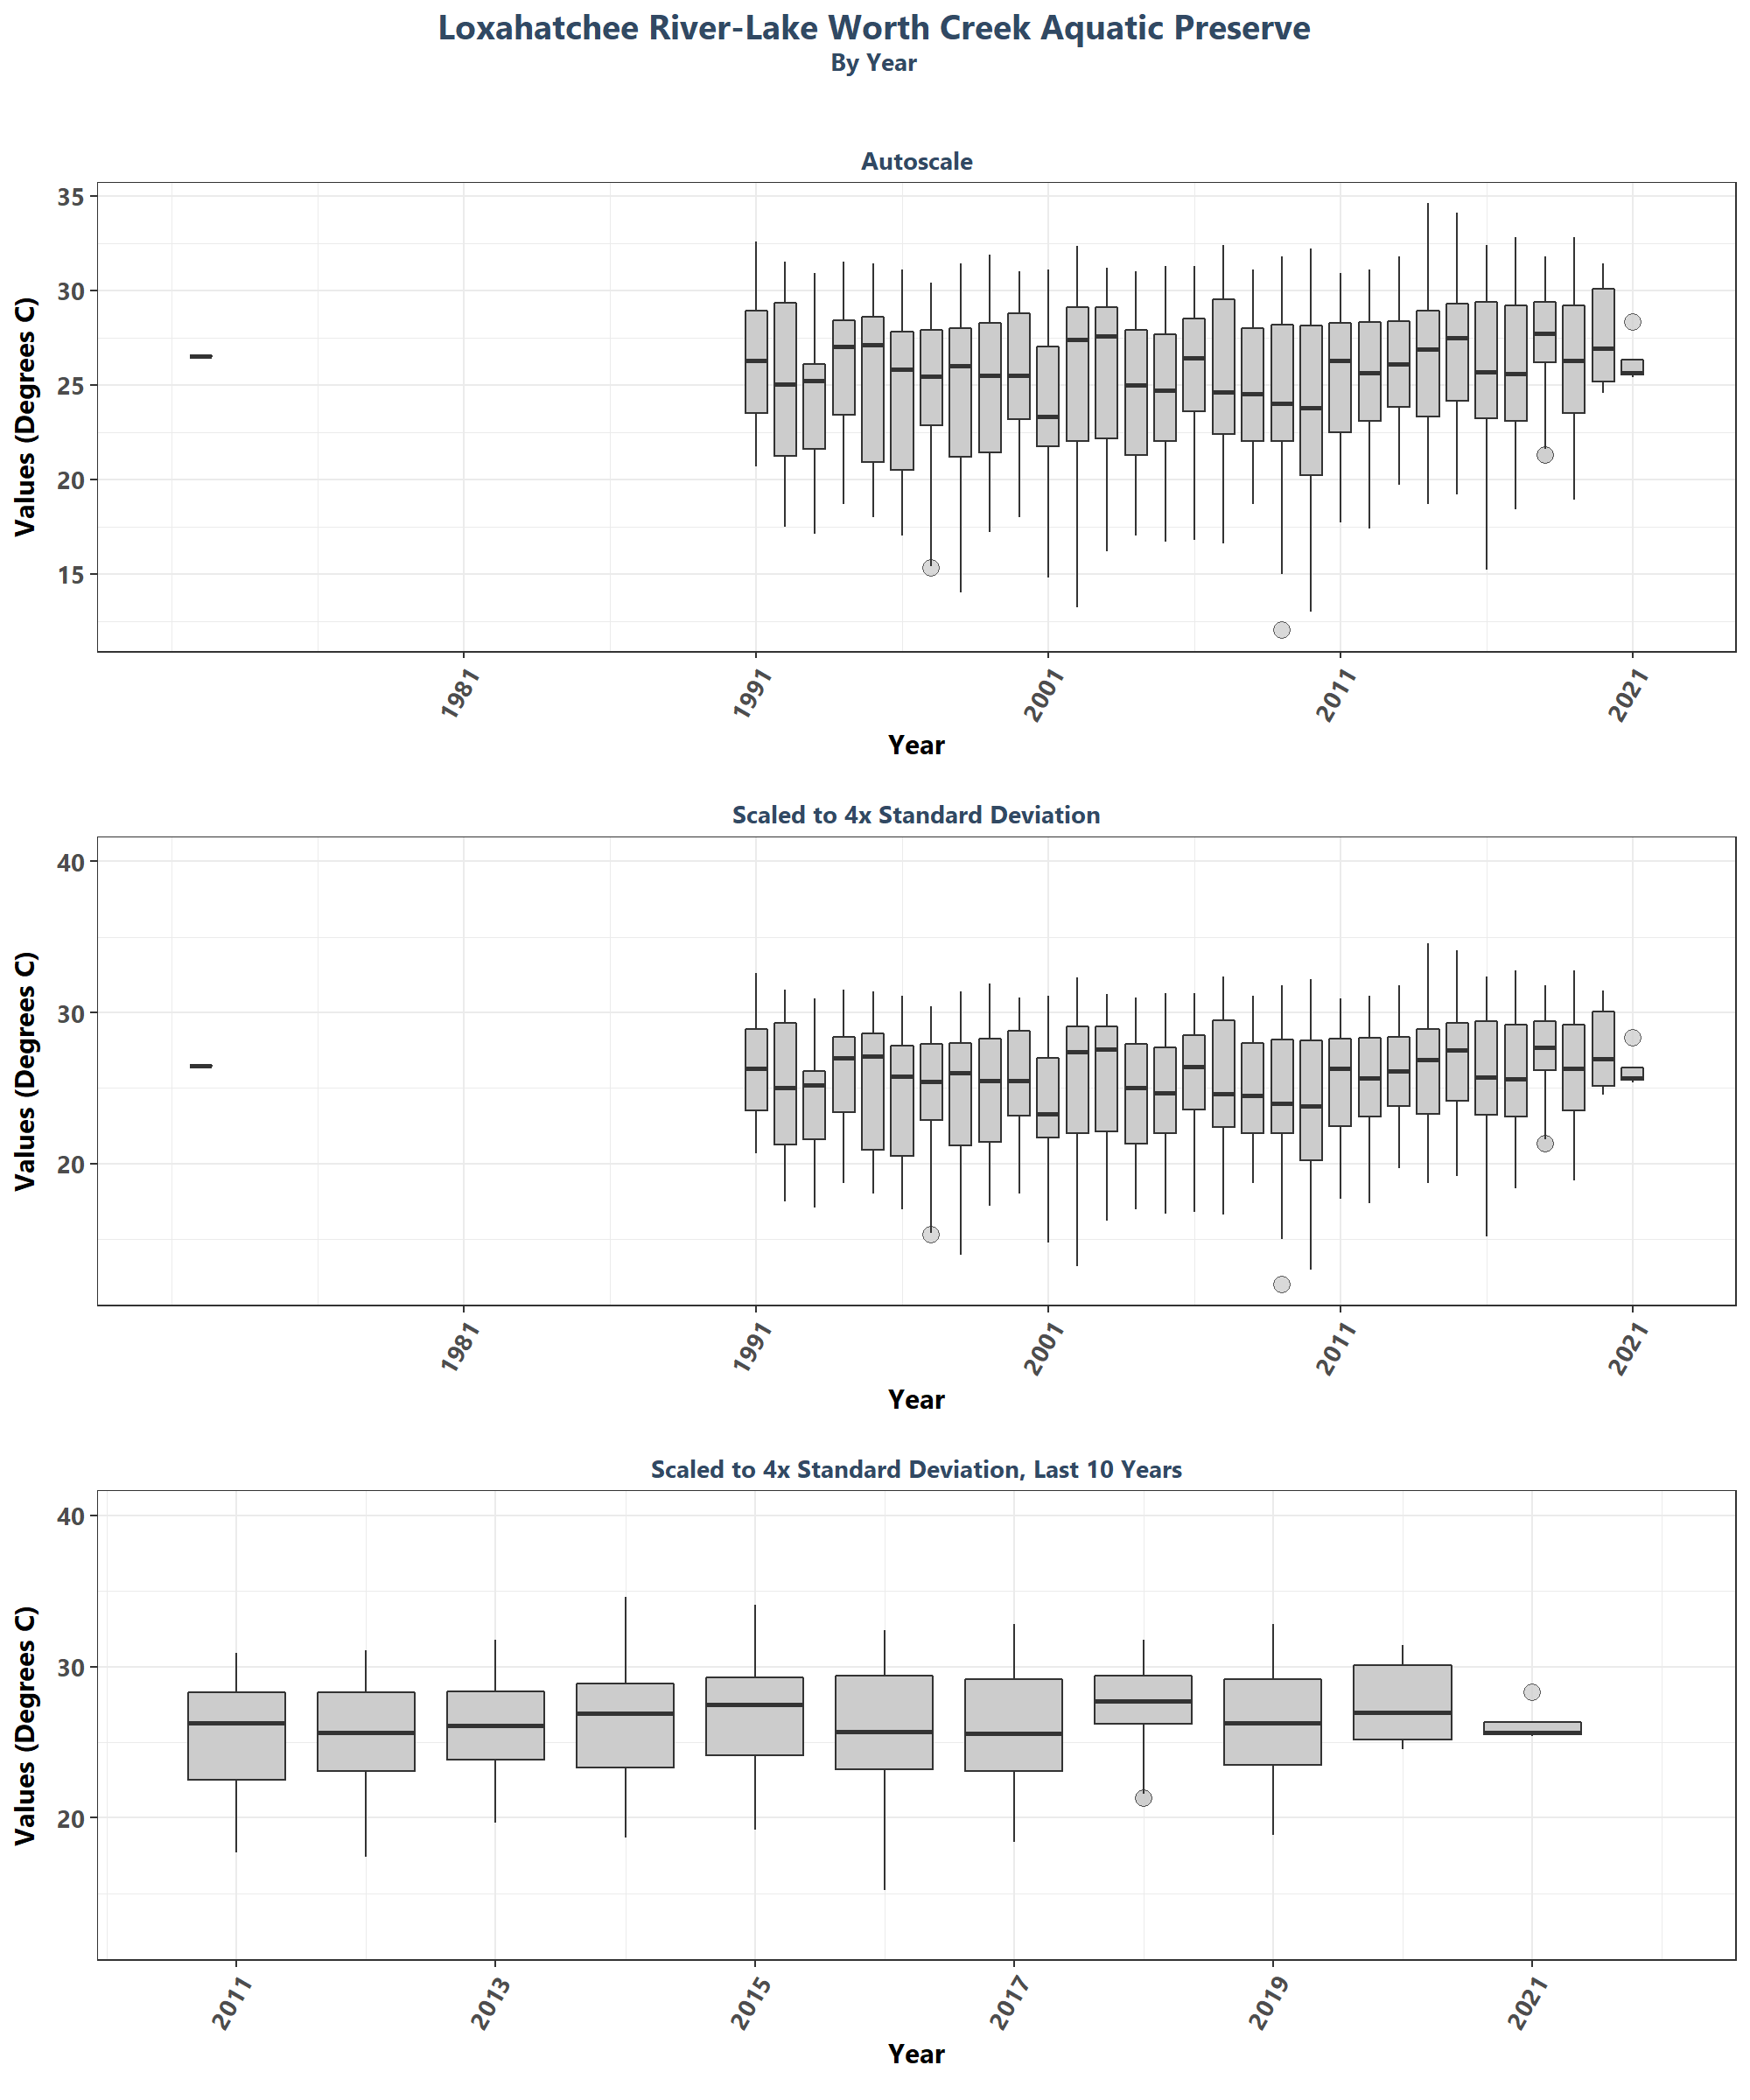 Loxahatchee River-Lake Worth Creek Aquatic Preserve
By Year
Autoscale
Values (Degrees C)
35
30
25
20
15
1981
1991
2001
2011
2021
Year
Scaled to 4x Standard Deviation
Values (Degrees C)
40
30
20
1981
1991
2001
2011
2021
Year
Scaled to 4x Standard Deviation, Last 10 Years
Values (Degrees C)
40
30
20
2011
2013
2015
2017
2019
2021
Year